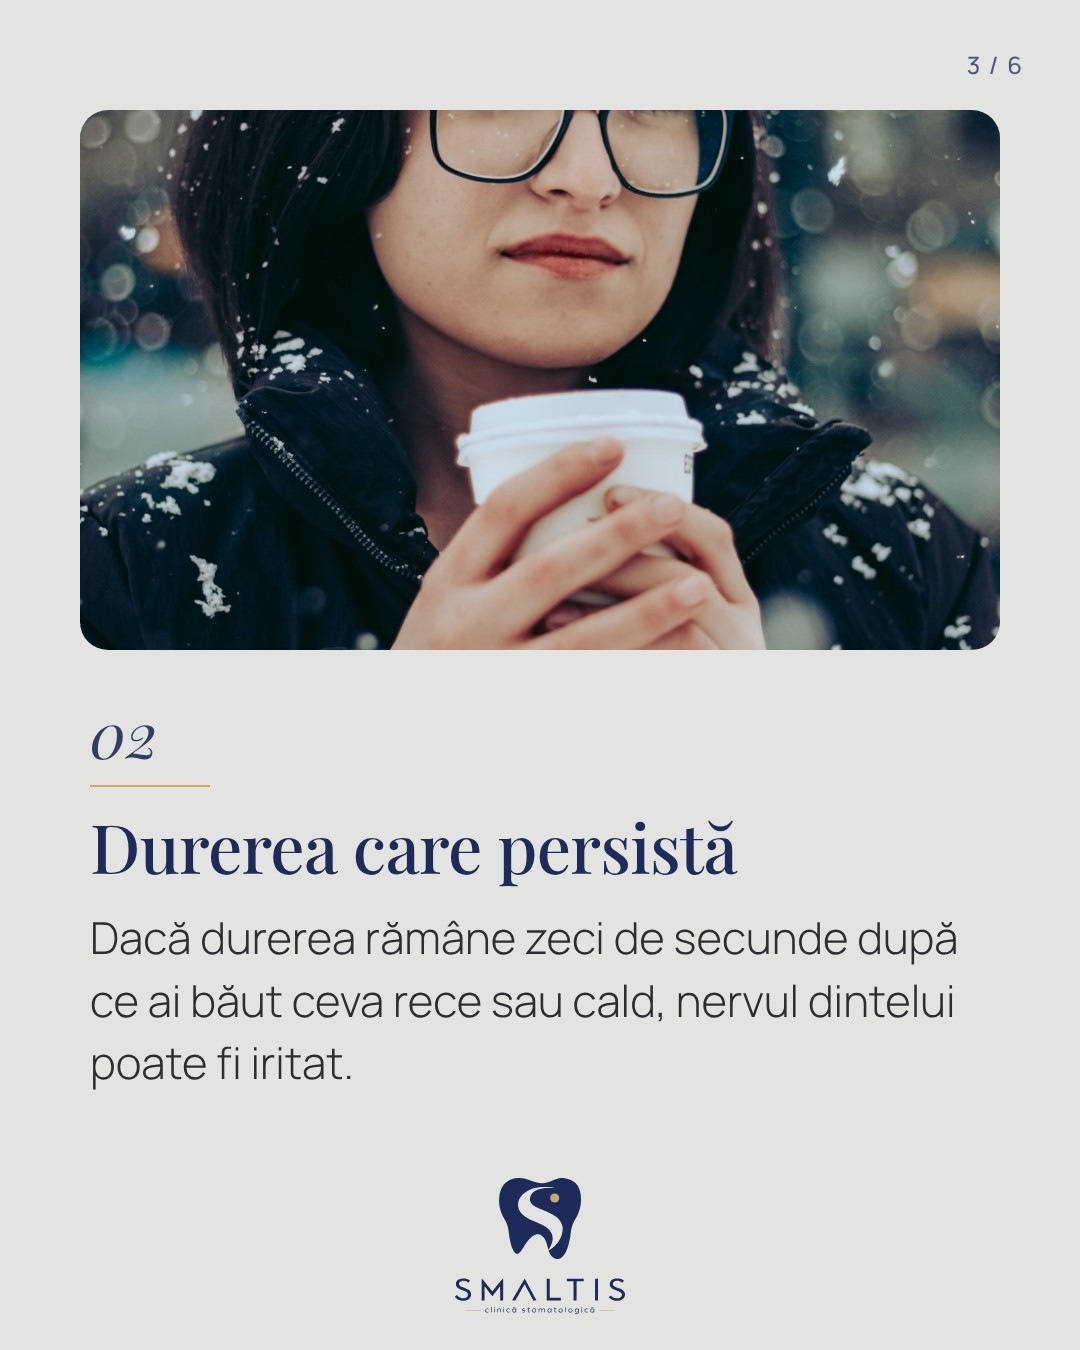 3 / 6
02
Durerea care persistă
Dacă durerea rămâne zeci de secunde după
ce ai băut ceva rece sau cald, nervul dintelui
poate fi iritat.
SMALTIS
clinică stomatologică